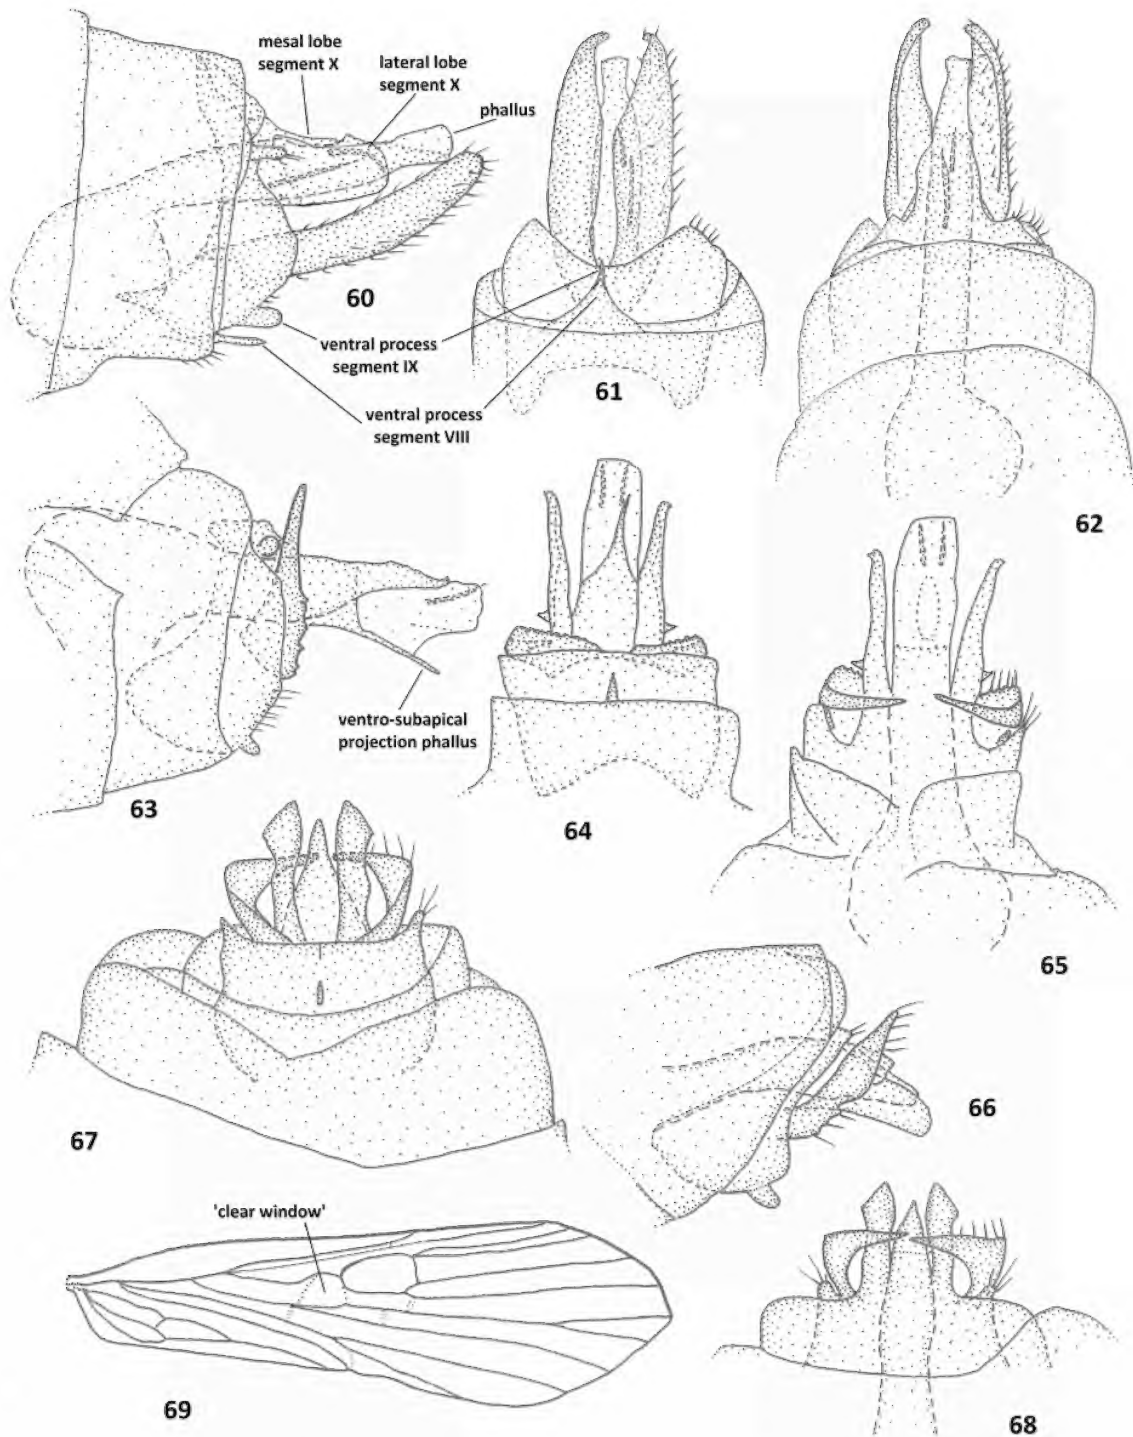 mesal lobe
segment X
lateral lobe
segment X
phallus
60
ventral process
segment IX
61
ventral process
segment VIII
62
63
ventro-subapical
projection phallus
64
65
67
66
'clear window'
69
68